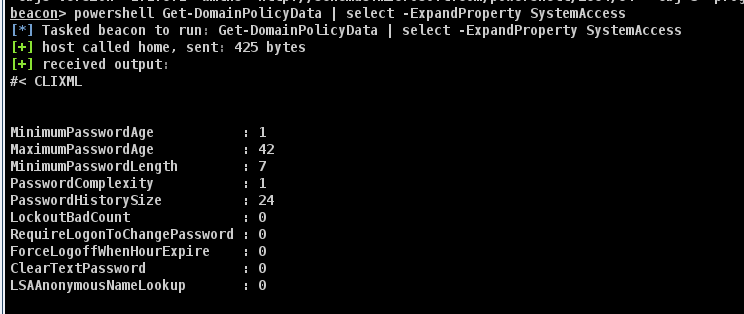 beacon> powershell Get-DomainPolicyData | select -ExpandProperty SystemAccess
[*] Tasked beacon to run: Get-DomainPolicyData | select -ExpandProperty SystemAccess
[+] host called home, sent: 425 bytes
[+] received output:
#< CLIXML
MinimumPasswordAge : 1
MaximumPasswordAge : 42
MinimumPasswordLength : 7
PasswordComplexity : 1
PasswordHistorySize : 24
LockoutBadCount : 0
RequireLogonToChangePassword : 0
ForceLogoffWhenHourExpire : 0
ClearTextPassword : 0
LSAAnonymousNameLookup : 0